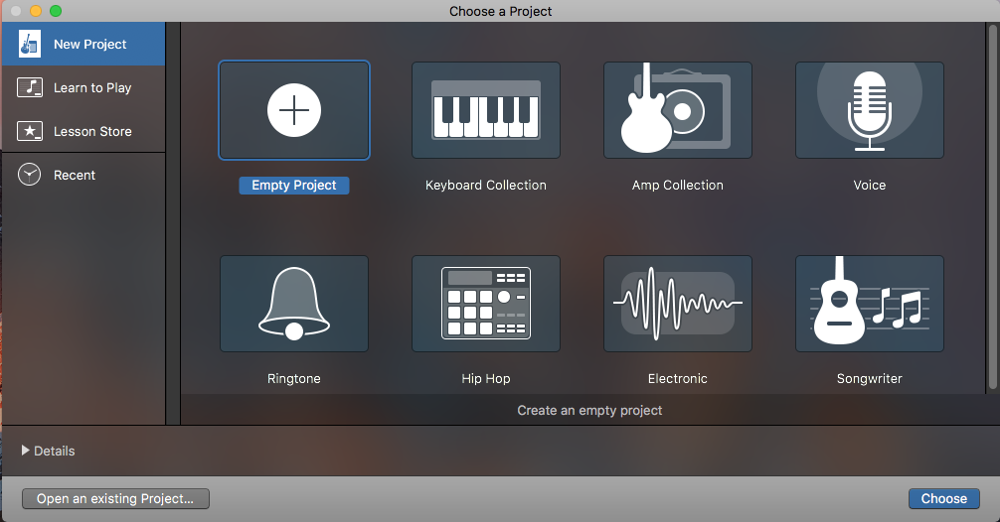 Choose a Project
New Project
Learn to Play
Lesson Store
Recent
Empty Project
Keyboard Collection
Amp Collection
Voice
Ringtone
Hip Hop
Electronic
Songwriter
Create an empty project
Details
Open an existing Project...
Choose